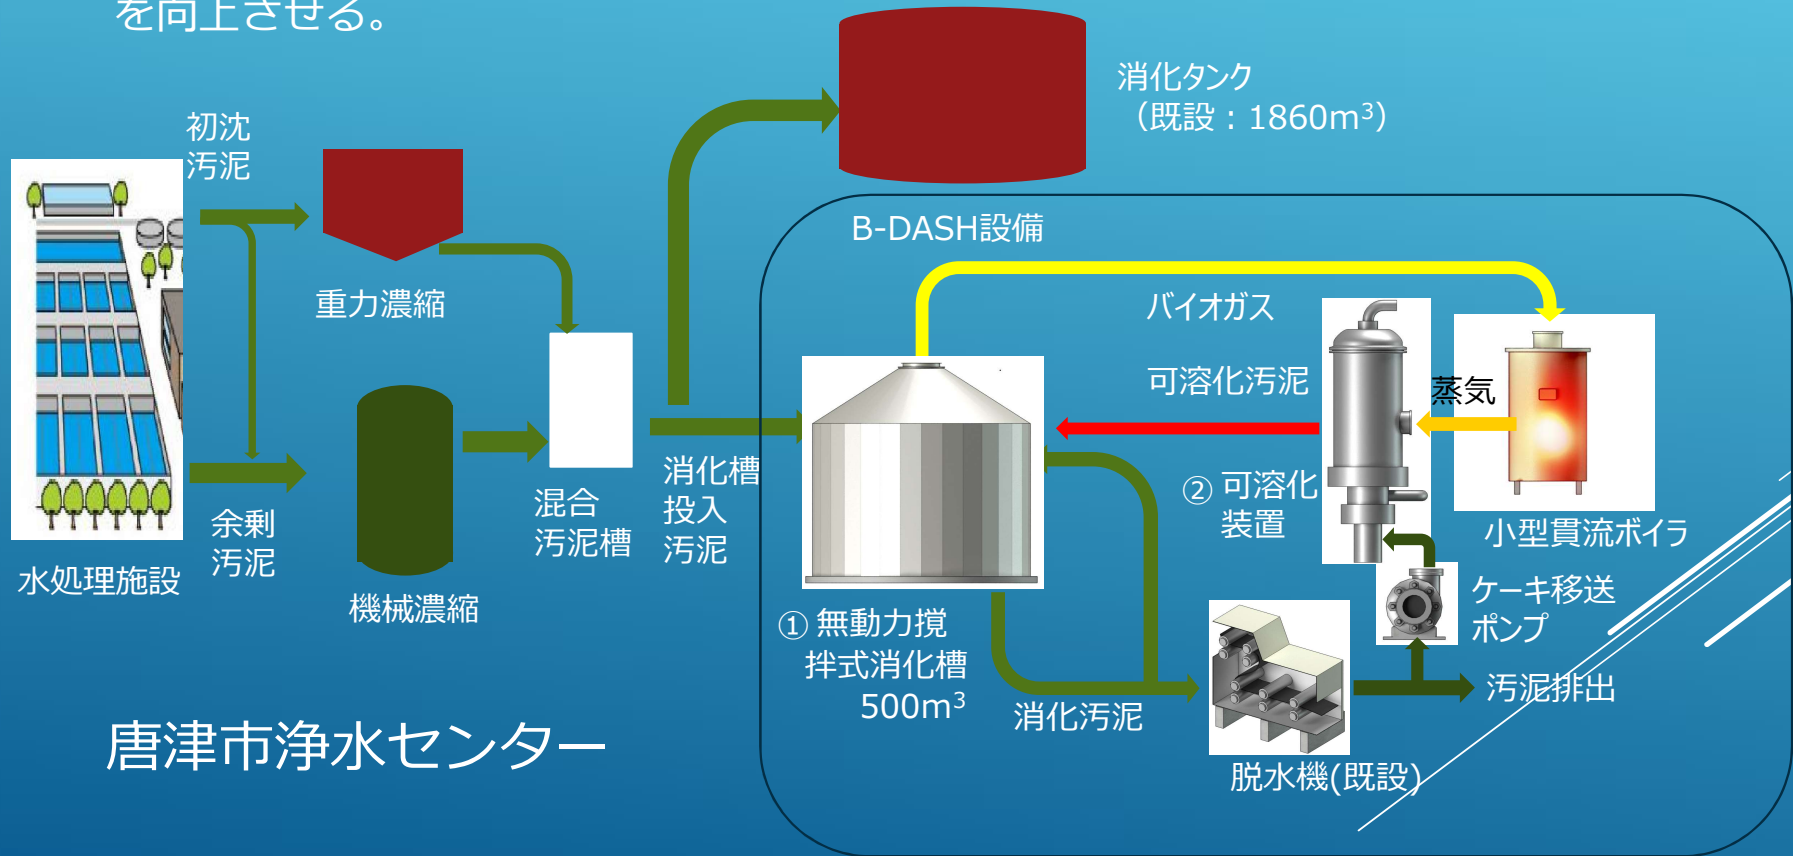 を向上させる。
消化タンク
（既設：1860m³）
初沈
汚泥
B-DASH設備
重力濃縮
バイオガス
可溶化汚泥
蒸気
消化槽
投入
汚泥
② 可溶化
装置
混合
汚泥槽
余剰
汚泥
小型貫流ボイラ
水処理施設
機械濃縮
ケーキ移送
ポンプ
① 無動力撹
拌式消化槽
500m³
消化汚泥
汚泥排出
唐津市浄水センター
脱水機(既設)